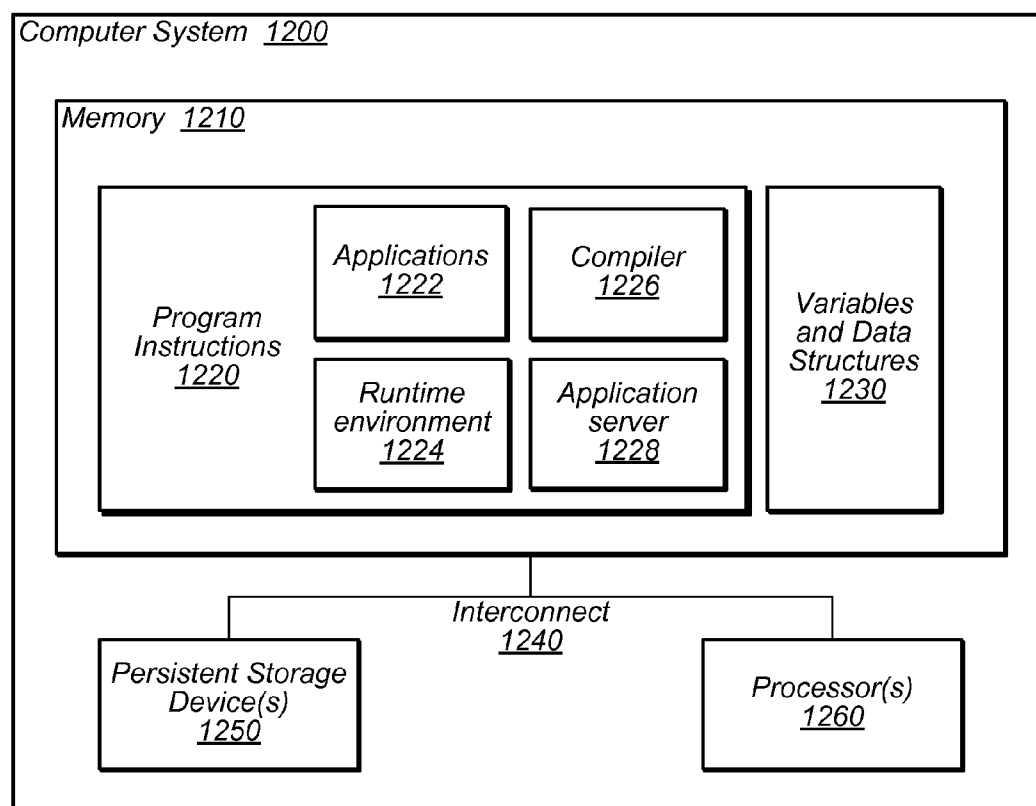 Computer System 1200
Memory 1210
Program
Instructions
1220
Applications
1222
Compiler
1226
Runtime
environment
1224
Application
server
1228
Variables
and Data
Structures
1230
Interconnect
1240
Persistent Storage
Device(s)
1250
Processor(s)
1260